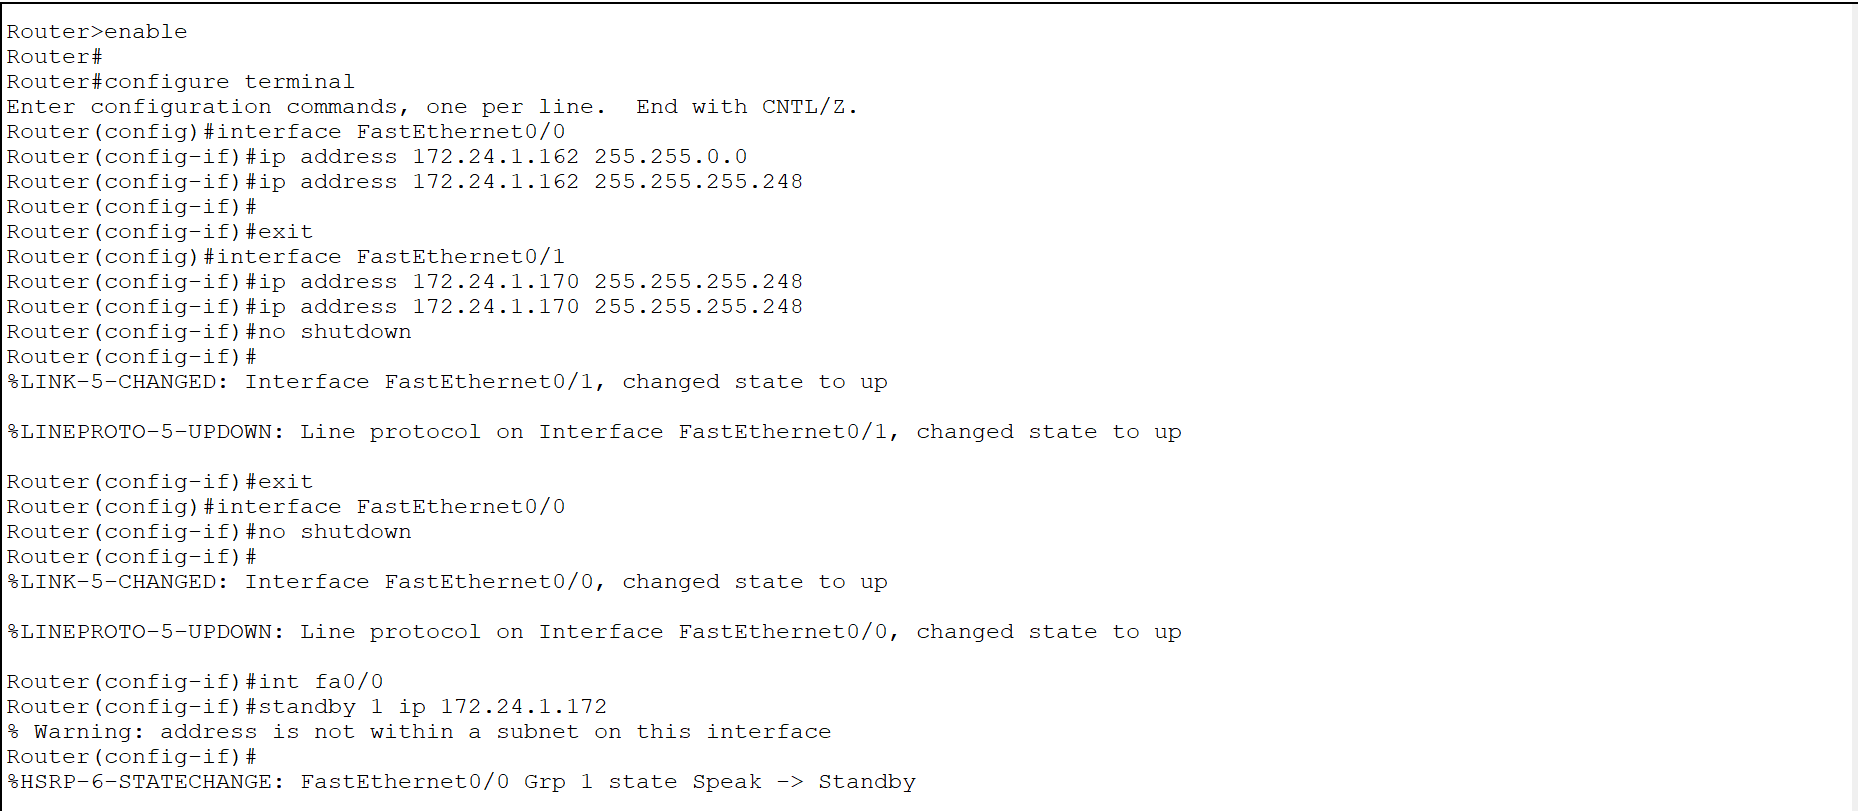 Router>enable
Router#
Router#configure terminal
Enter configuration commands, one per line.  End with CNTL/Z.
Router(config)#interface FastEthernet0/0
Router(config-if)#ip address 172.24.1.162 255.255.0.0
Router(config-if)#ip address 172.24.1.162 255.255.255.248
Router(config-if)#
Router(config-if)#exit
Router(config)#interface FastEthernet0/1
Router(config-if)#ip address 172.24.1.170 255.255.255.248
Router(config-if)#ip address 172.24.1.170 255.255.255.248
Router(config-if)#no shutdown
Router(config-if)#
%LINK-5-CHANGED: Interface FastEthernet0/1, changed state to up
%LINEPROTO-5-UPDOWN: Line protocol on Interface FastEthernet0/1, changed state to up
Router(config-if)#exit
Router(config)#interface FastEthernet0/0
Router(config-if)#no shutdown
Router(config-if)#
%LINK-5-CHANGED: Interface FastEthernet0/0, changed state to up
%LINEPROTO-5-UPDOWN: Line protocol on Interface FastEthernet0/0, changed state to up
Router(config-if)#int fa0/0
Router(config-if)#standby 1 ip 172.24.1.172
% Warning: address is not within a subnet on this interface
Router(config-if)#
%HSRP-6-STATECHANGE: FastEthernet0/0 Grp 1 state Speak -> Standby